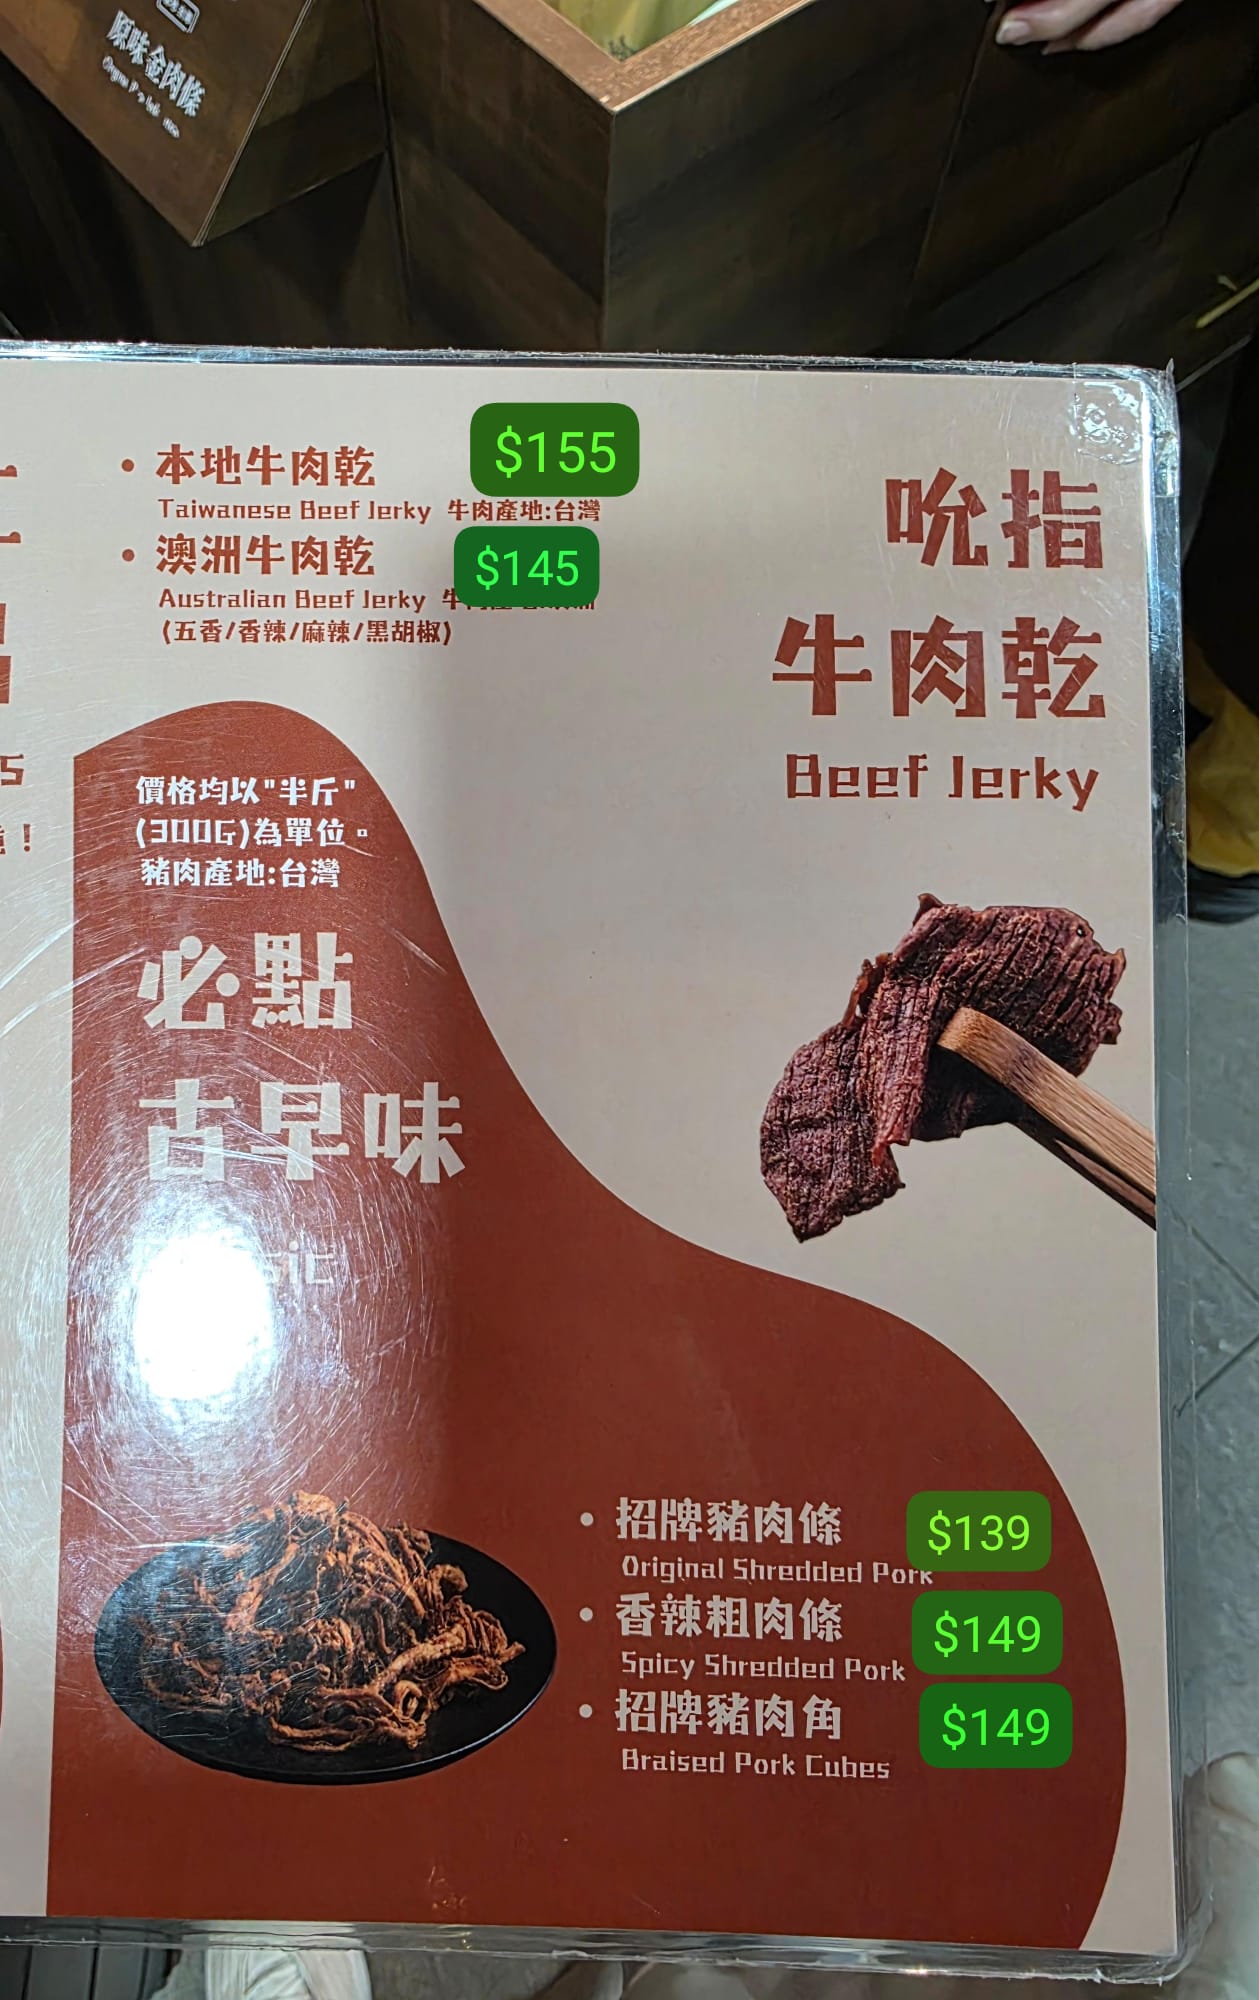 原味金肉條
本地牛肉乾 $155
Taiwanese Beef Jerky 牛肉產地:台灣
澳洲牛肉乾 $145
Australian Beef Jerky
(五香/香辣/麻辣/黑胡椒)
吮指
牛肉乾
Beef Jerky
價格均以"半斤"
(300G)為單位。
豬肉產地:台灣
必點
古早味
招牌豬肉條 $139
Original Shredded Pork
香辣粗肉條 $149
Spicy Shredded Pork
招牌豬肉角 $149
Braised Pork Cubes